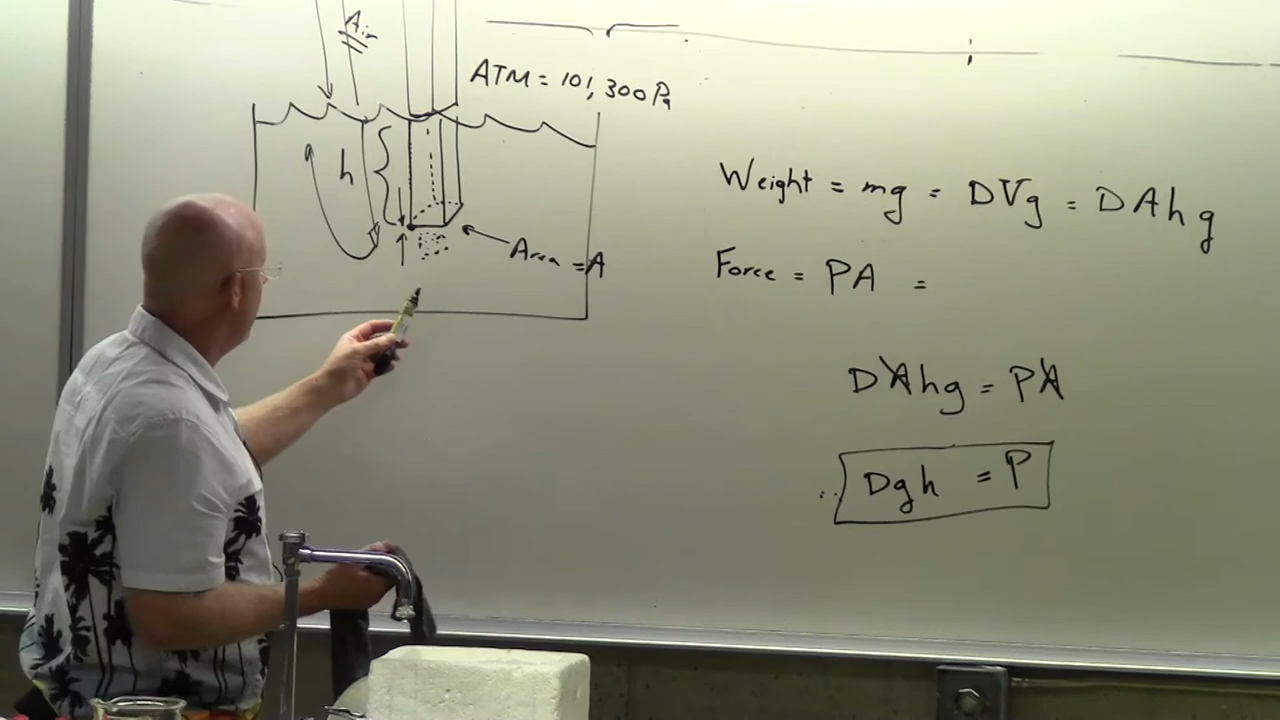 Air
ATM = 101,300 Pa
h
Weight = mg = DVg = DAhg
Area = A
Force = PA =
DAhg = PA
∴ Dgh = P